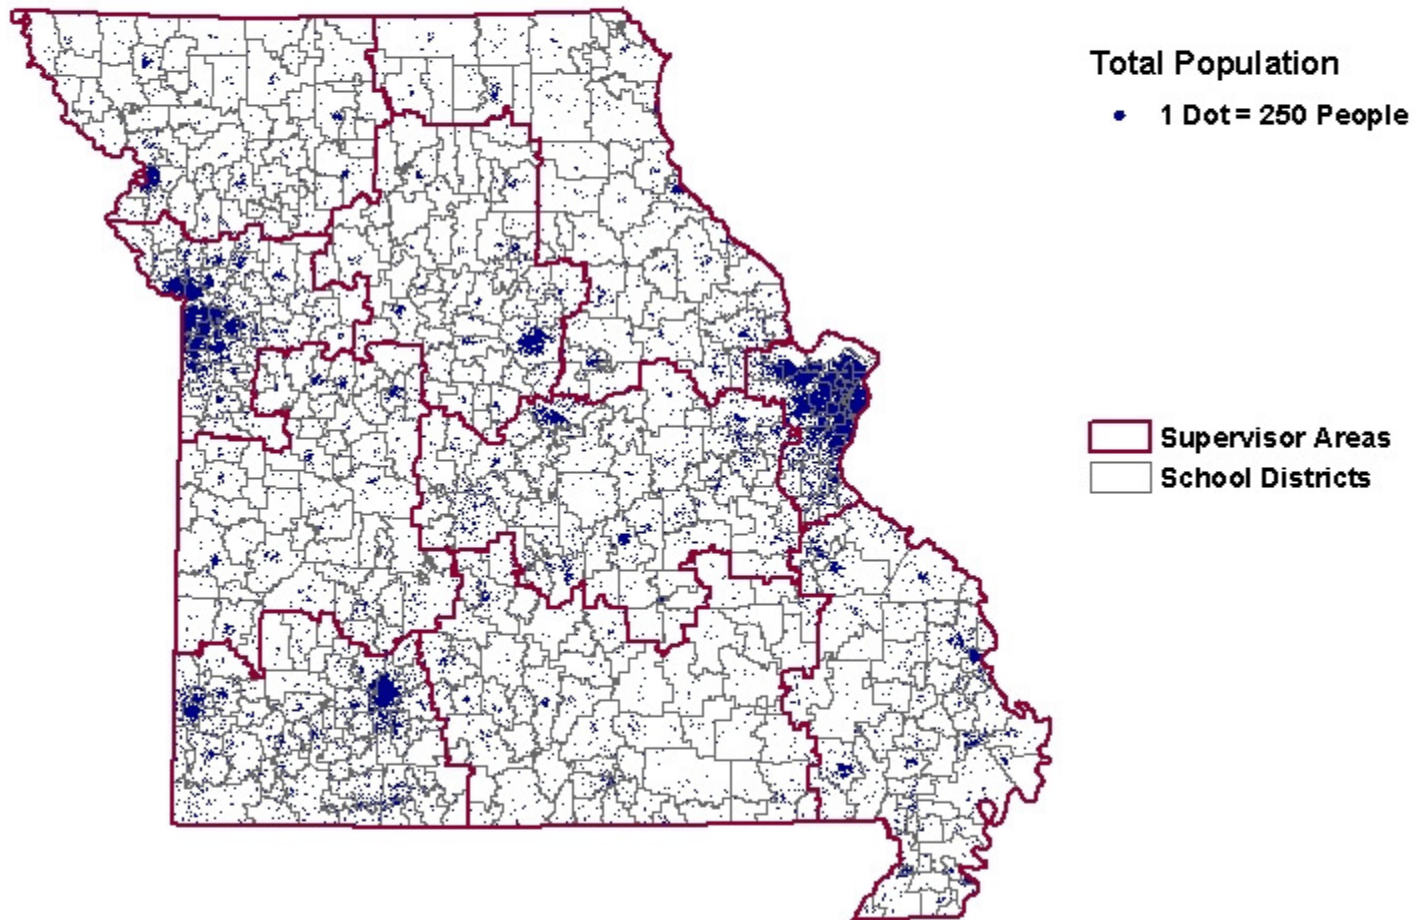 Total Population
1 Dot = 250 People
Supervisor Areas
School Districts